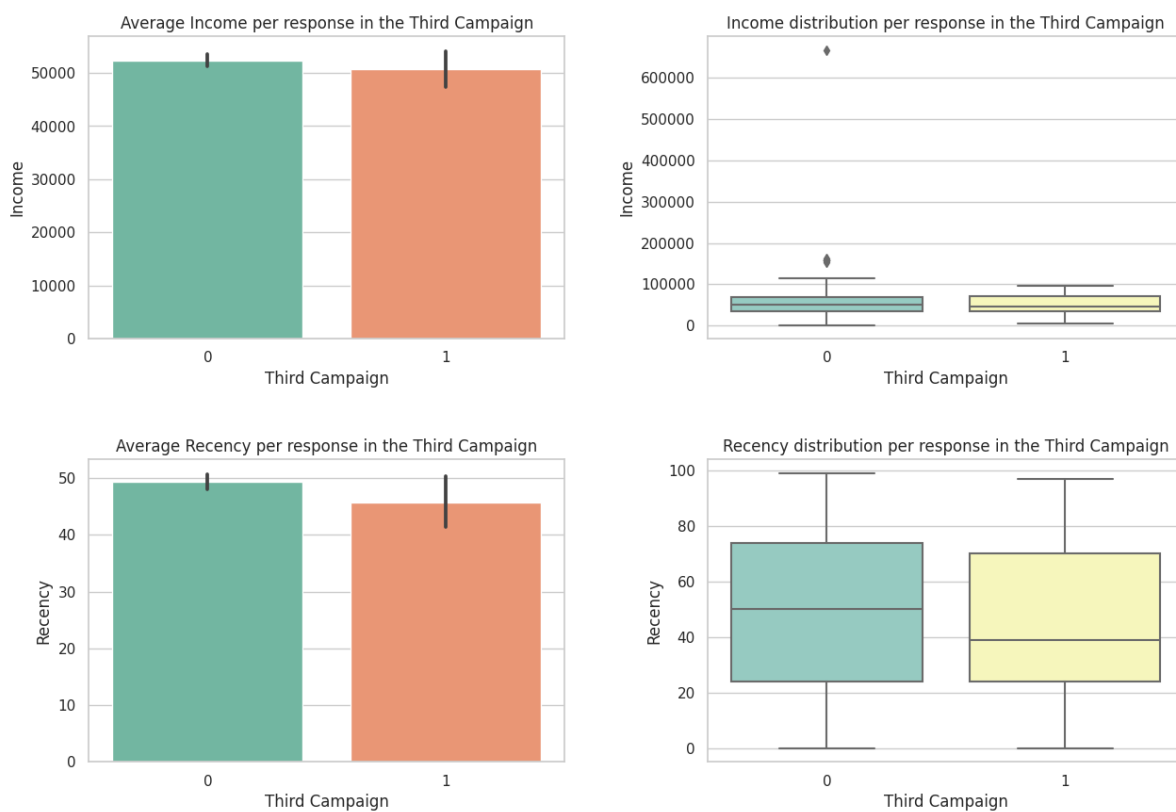 Average Income per response in the Third Campaign
50000
40000
30000
20000
10000
0
Income
0
1
Third Campaign
Income distribution per response in the Third Campaign
600000
500000
400000
300000
200000
100000
0
Income
0
1
Third Campaign
Average Recency per response in the Third Campaign
50
40
30
20
10
0
Recency
0
1
Third Campaign
Recency distribution per response in the Third Campaign
100
80
60
40
20
0
Recency
0
1
Third Campaign